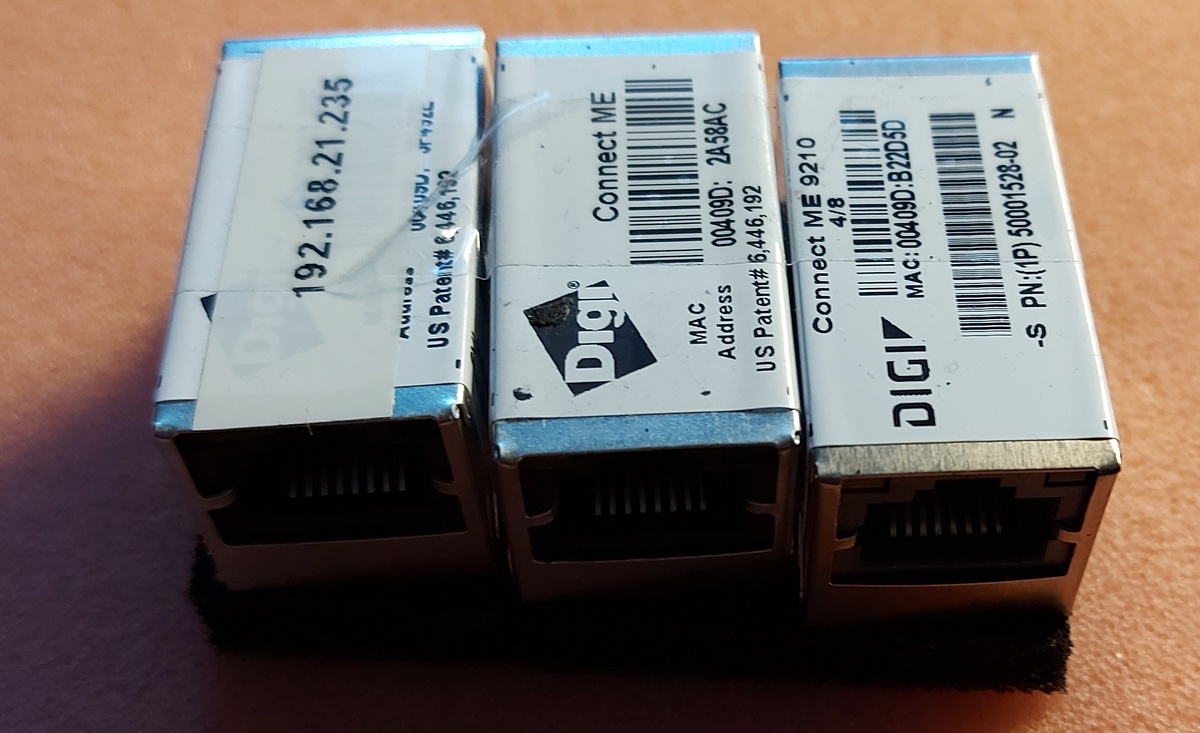 192.168.21.235
Address
US Patent# 6,446,192
Connect ME
Digi®
MAC
Address 00409D: 2A58AC
US Patent# 6,446,192
Connect ME 9210
4/8
MAC:00409D:B22D5D
DIGI
-S PN:(1P) 50001528-02 N